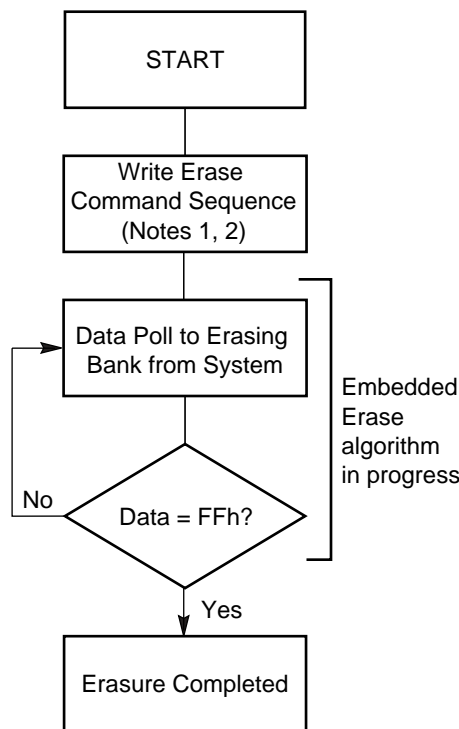 START
Write Erase
Command Sequence
(Notes 1, 2)
Data Poll to Erasing
Bank from System
Embedded
Erase
algorithm
in progress
No
Data = FFh?
Yes
Erasure Completed